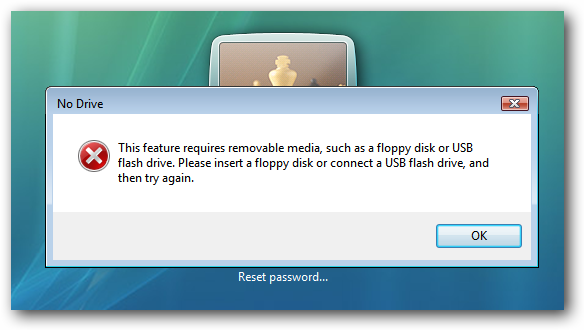 No Drive
This feature requires removable media, such as a floppy disk or USB
flash drive. Please insert a floppy disk or connect a USB flash drive, and
then try again.
OK
Reset password...